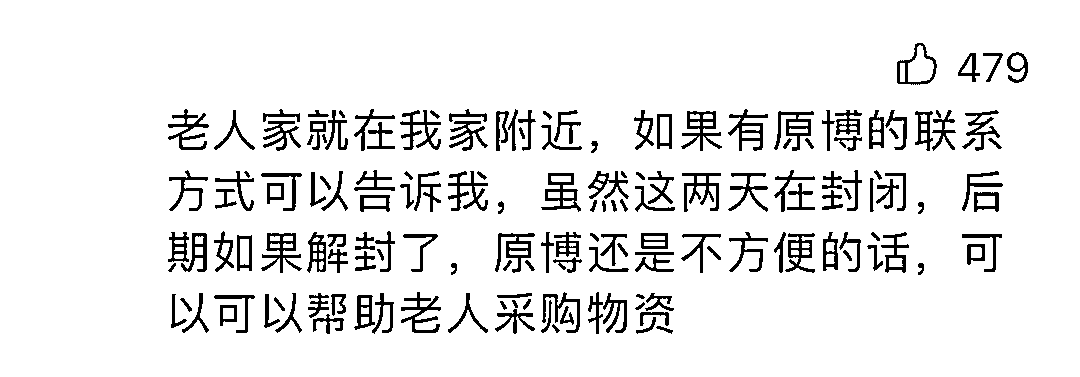 479
老人家就在我家附近，如果有原博的联系
方式可以告诉我，虽然这两天在封闭，后
期如果解封了，原博还是不方便的话，可
以可以帮助老人采购物资